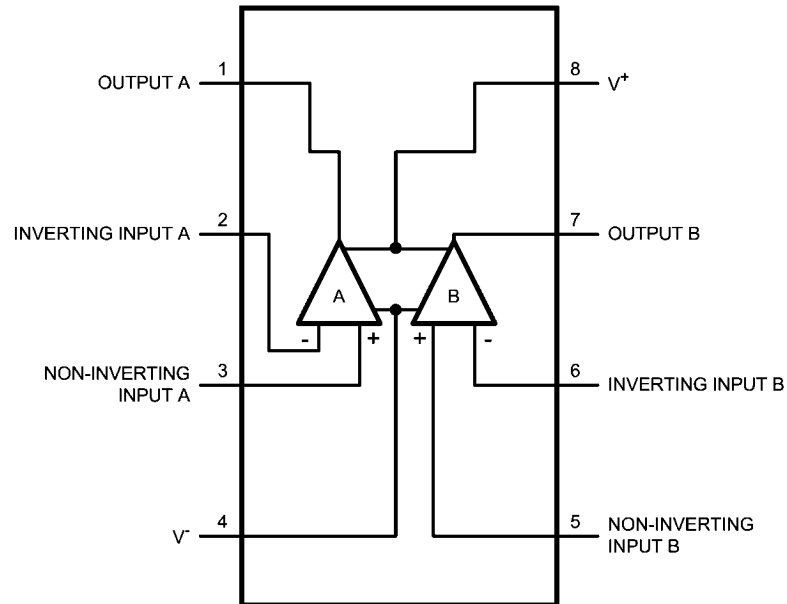 1
OUTPUT A
8
V+
2
INVERTING INPUT A
7
OUTPUT B
A
B
-
+
+
-
3
NON-INVERTING
INPUT A
6
INVERTING INPUT B
4
V-
5
NON-INVERTING
INPUT B